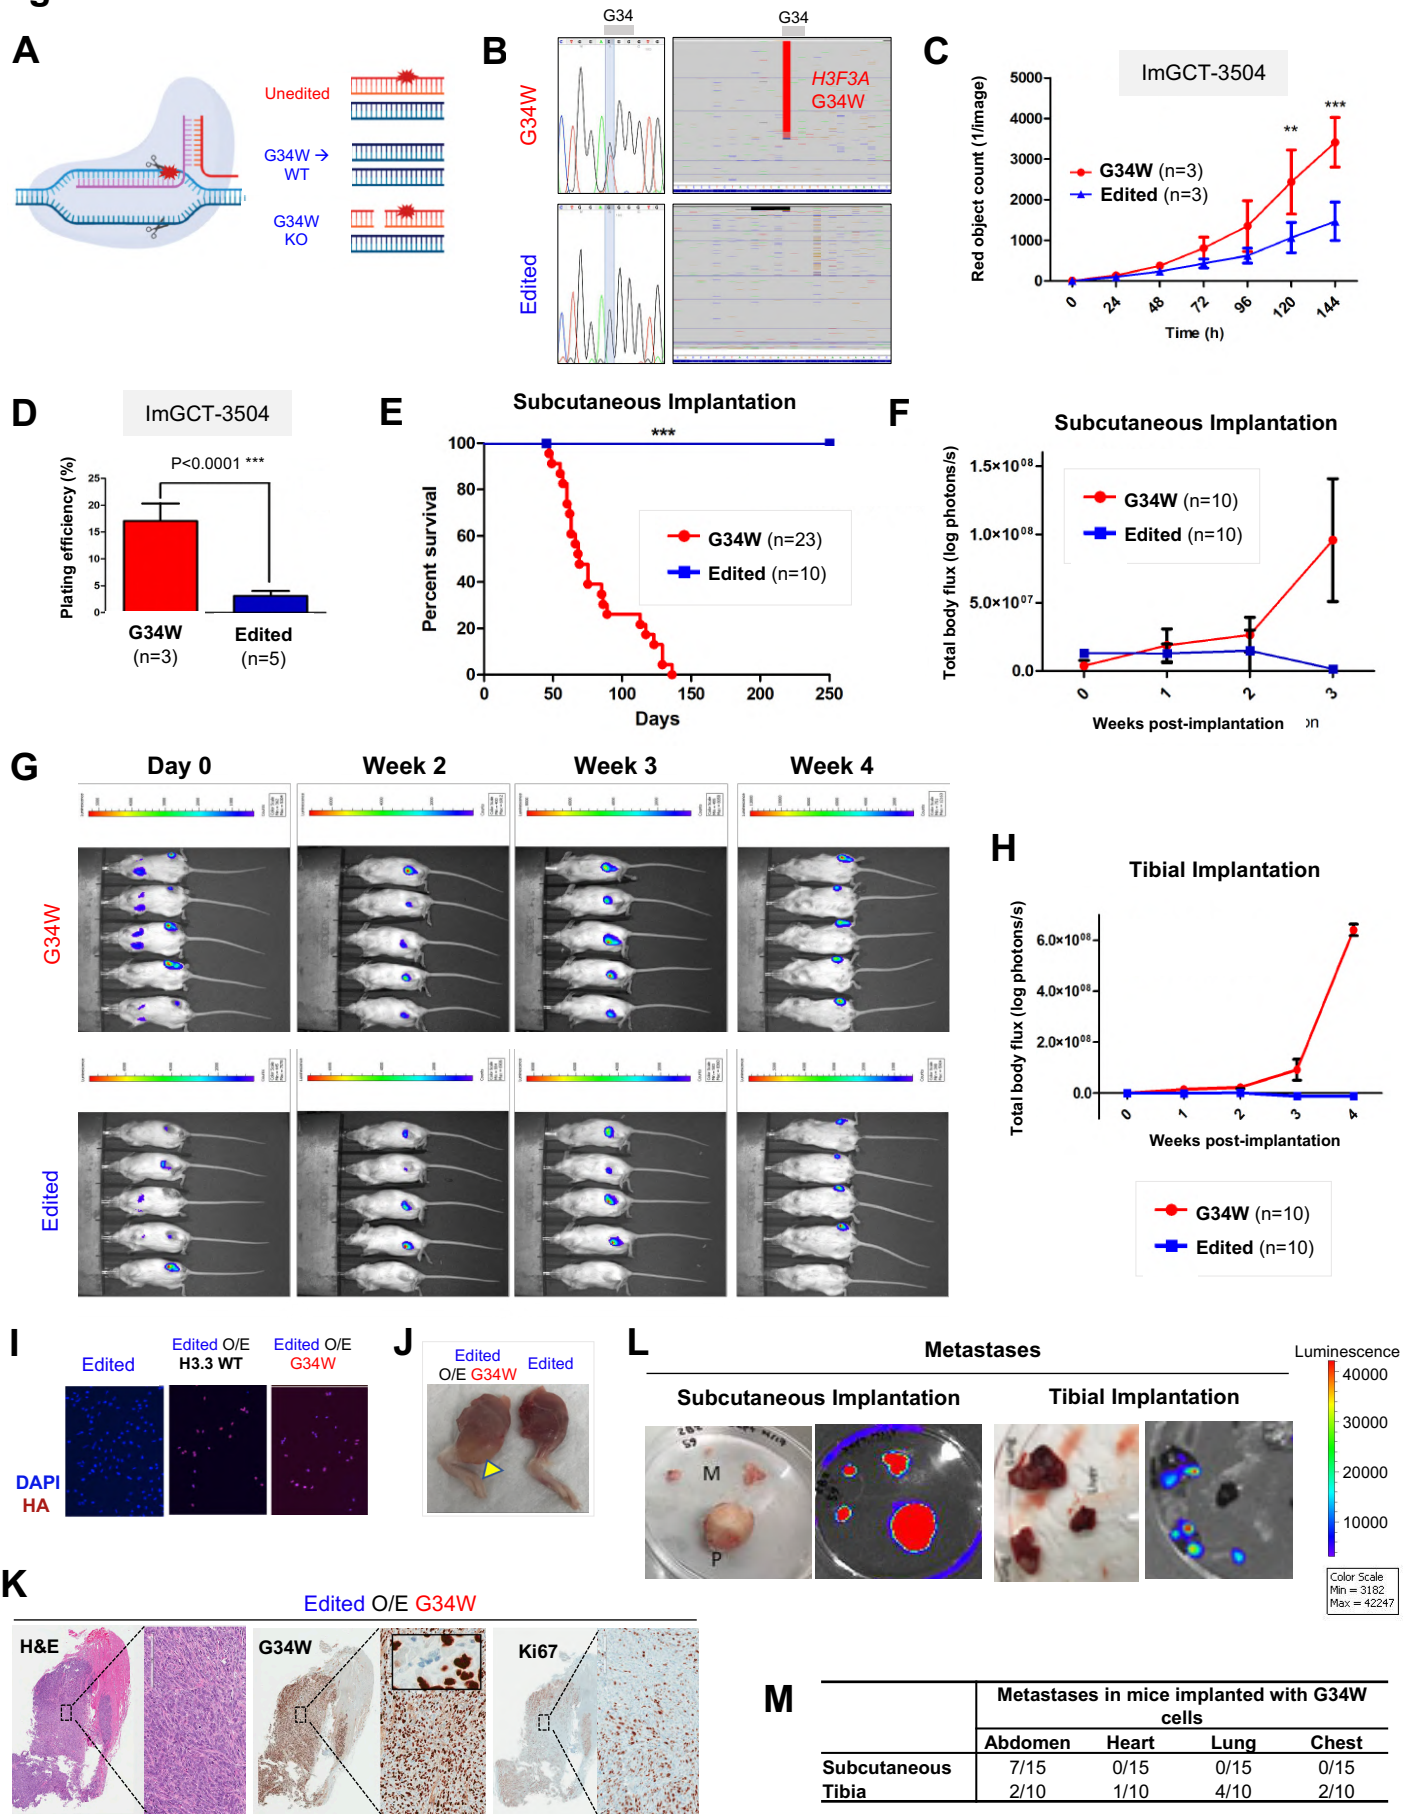 A
Unedited
G34W →
WT
G34W
KO
B
G34
G34
G34W
H3F3A
G34W
Edited
C
ImGCT-3504
Red object count (1/image)
5000
4000
3000
2000
1000
0
G34W (n=3)
Edited (n=3)
**
***
0
24
48
72
96
120
144
Time (h)
D
ImGCT-3504
P<0.0001 ***
Plating efficiency (%)
25
20
15
10
5
0
G34W
(n=3)
Edited
(n=5)
E
Subcutaneous Implantation
***
Percent survival
100
80
60
40
20
0
G34W (n=23)
Edited (n=10)
0
50
100
150
200
250
Days
F
Subcutaneous Implantation
Total body flux (log photons/s)
1.5×10⁰⁸
1.0×10⁰⁸
5.0×10⁰⁷
0.0
G34W (n=10)
Edited (n=10)
0
1
2
3
Weeks post-implantation
on
G
Day 0
Week 2
Week 3
Week 4
G34W
Edited
H
Tibial Implantation
Total body flux (log photons/s)
6.0×10⁰⁸
4.0×10⁰⁸
2.0×10⁰⁸
0.0
0
1
2
3
4
Weeks post-implantation
G34W (n=10)
Edited (n=10)
I
Edited
Edited O/E
H3.3 WT
Edited O/E
G34W
DAPI
HA
J
Edited
O/E G34W
Edited
L
Metastases
Subcutaneous Implantation
Tibial Implantation
M
P
Liver
Luminescence
40000
30000
20000
10000
Color Scale
Min = 3182
Max = 42247
K
Edited O/E G34W
H&E
G34W
Ki67
M
Metastases in mice implanted with G34W
cells
Abdomen Heart Lung Chest
Subcutaneous 7/15 0/15 0/15 0/15
Tibia 2/10 1/10 4/10 2/10